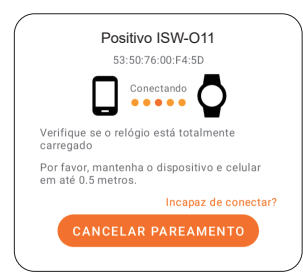 Positivo ISW-O11
53:50:76:00:F4:5D
Conectando
Verifique se o relógio está totalmente
carregado
Por favor, mantenha o dispositivo e celular
em até 0.5 metros.
Incapaz de conectar?
CANCELAR PAREAMENTO